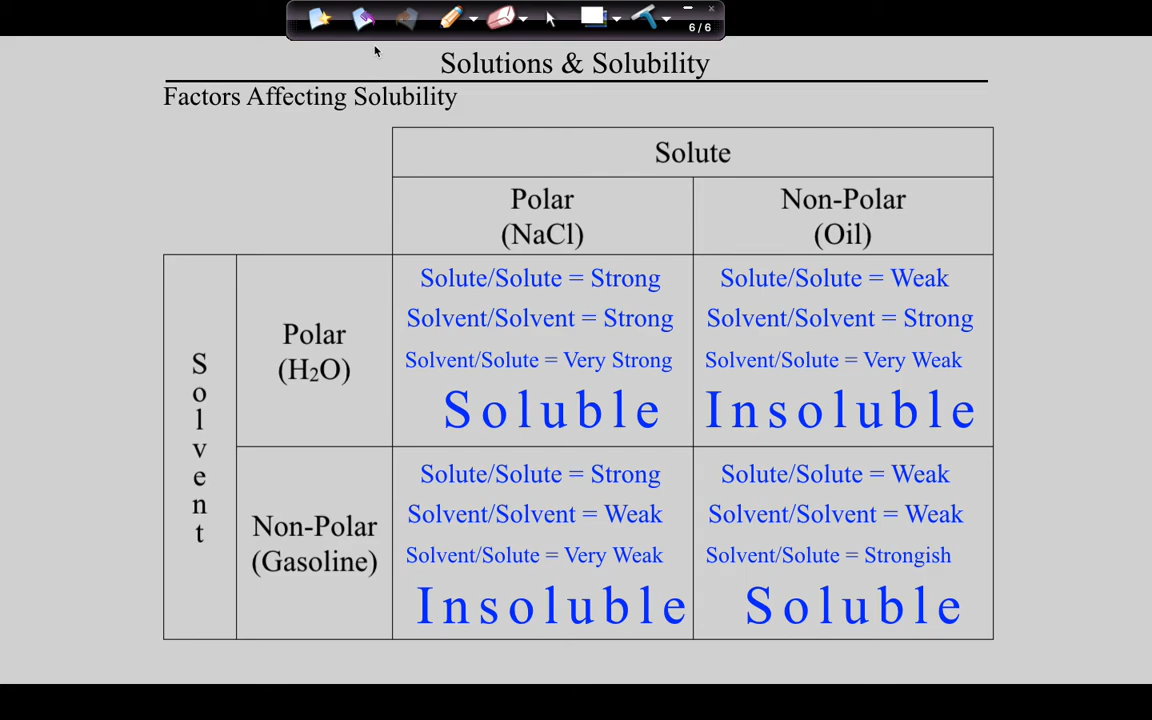 6/6
Solutions & Solubility
Factors Affecting Solubility
Solute
Polar
(NaCl)
Non-Polar
(Oil)
Solvent
Polar
(H₂O)
Solute/Solute = Strong
Solvent/Solvent = Strong
Solvent/Solute = Very Strong
Soluble
Solute/Solute = Weak
Solvent/Solvent = Strong
Solvent/Solute = Very Weak
Insoluble
Non-Polar
(Gasoline)
Solute/Solute = Strong
Solvent/Solvent = Weak
Solvent/Solute = Very Weak
Insoluble
Solute/Solute = Weak
Solvent/Solvent = Weak
Solvent/Solute = Strongish
Soluble